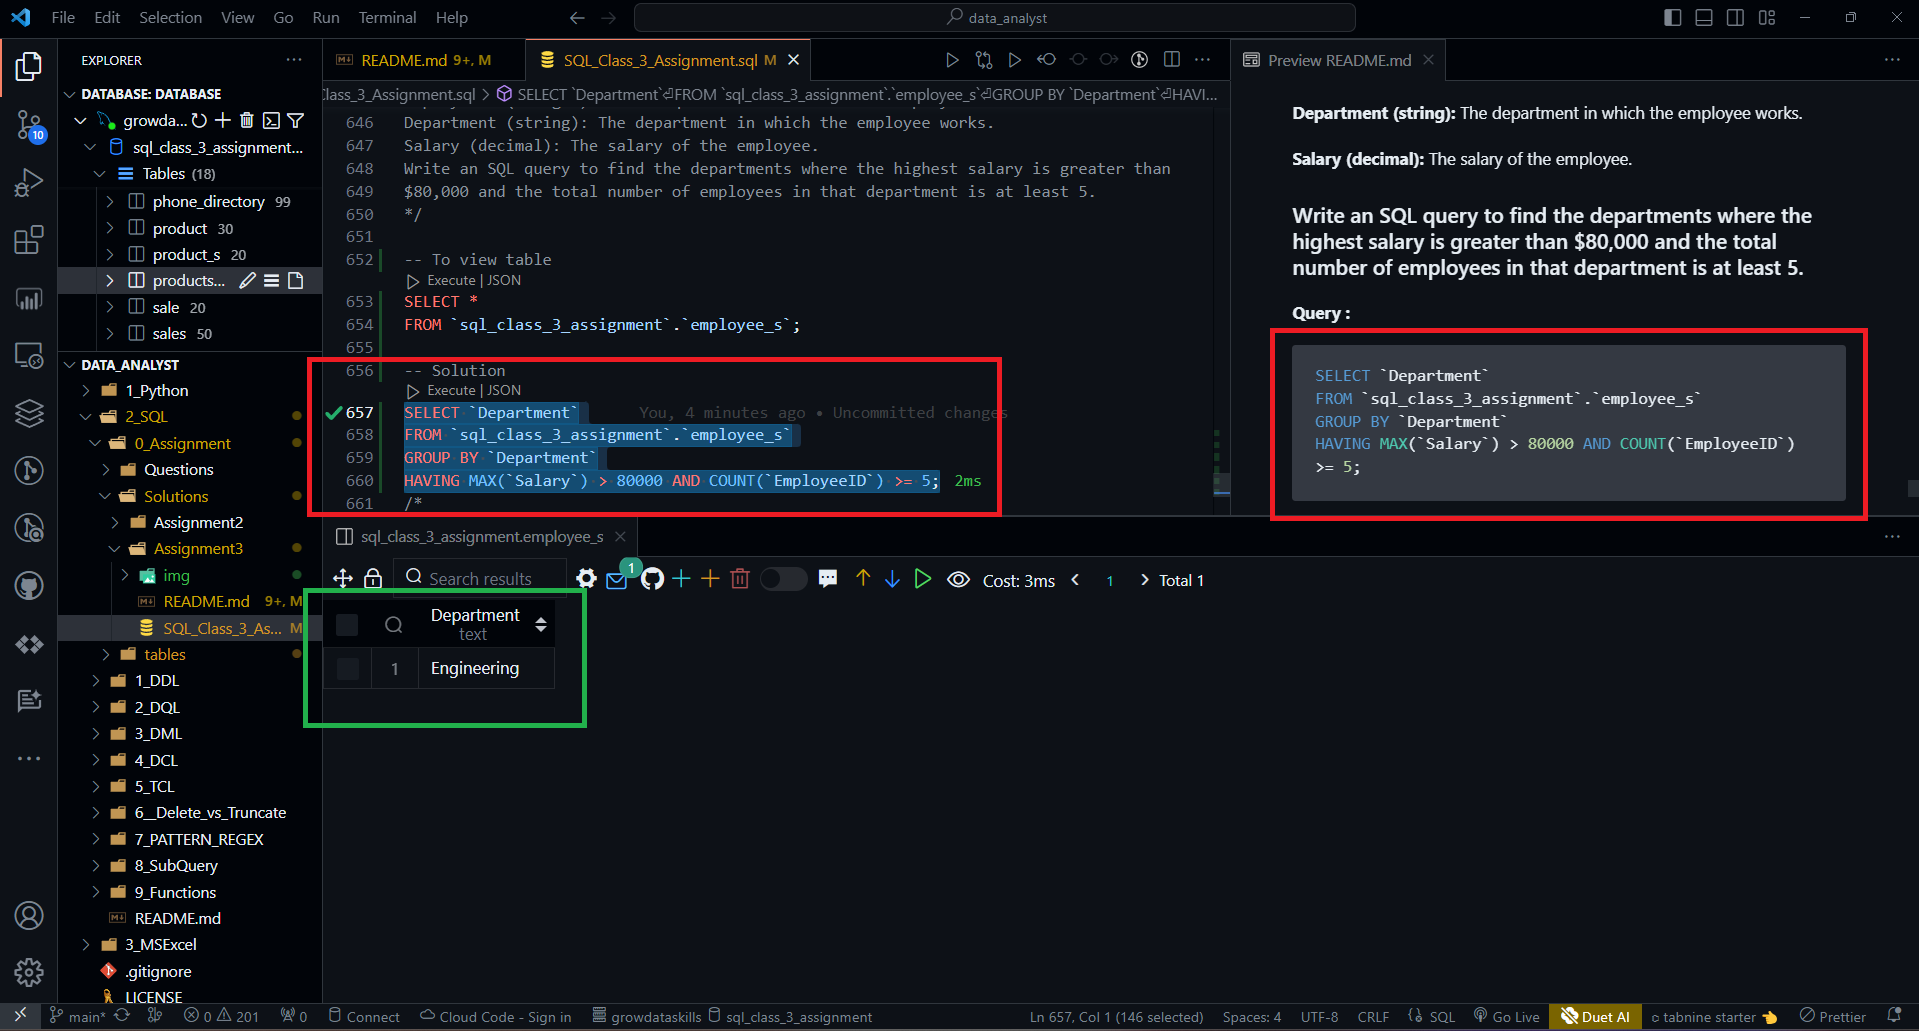 File Edit Selection View Go Run Terminal Help
data_analyst
EXPLORER
DATABASE: DATABASE
growda...
sql_class_3_assignment...
Tables (18)
phone_directory 99
product 30
product_s 20
products...
sale 20
sales 50
DATA_ANALYST
1_Python
2_SQL
0_Assignment
Questions
Solutions
Assignment2
Assignment3
img
README.md 9+, M
SQL_Class_3_As... M
tables
1_DDL
2_DQL
3_DML
4_DCL
5_TCL
6__Delete_vs_Truncate
7_PATTERN_REGEX
8_SubQuery
9_Functions
README.md
3_MSExcel
.gitignore
LICENSE
10
README.md 9+, M
SQL_Class_3_Assignment.sql M
lass_3_Assignment.sql > SELECT `Department`⏎FROM `sql_class_3_assignment`.`employee_s`⏎GROUP BY `Department`⏎HAVI...
646 Department (string): The department in which the employee works.
647 Salary (decimal): The salary of the employee.
648 Write an SQL query to find the departments where the highest salary is greater than
649 $80,000 and the total number of employees in that department is at least 5.
650 */
651
652 -- To view table
Execute | JSON
653 SELECT *
654 FROM `sql_class_3_assignment`.`employee_s`;
655
656 -- Solution
Execute | JSON
657 SELECT `Department` You, 4 minutes ago • Uncommitted changes
658 FROM `sql_class_3_assignment`.`employee_s`
659 GROUP BY `Department`
660 HAVING MAX(`Salary`) > 80000 AND COUNT(`EmployeeID`) >= 5; 2ms
661 /*
Preview README.md
Department (string): The department in which the employee works.
Salary (decimal): The salary of the employee.
Write an SQL query to find the departments where the
highest salary is greater than $80,000 and the total
number of employees in that department is at least 5.
Query :
SELECT `Department`
FROM `sql_class_3_assignment`.`employee_s`
GROUP BY `Department`
HAVING MAX(`Salary`) > 80000 AND COUNT(`EmployeeID`)
>= 5;
sql_class_3_assignment.employee_s
Search results
1
Cost: 3ms < 1 > Total 1
Department
text
1 Engineering
main* 0 201 0 Connect Cloud Code - Sign in growdataskills sql_class_3_assignment Ln 657, Col 1 (146 selected) Spaces: 4 UTF-8 CRLF SQL Go Live Duet AI tabnine starter Prettier